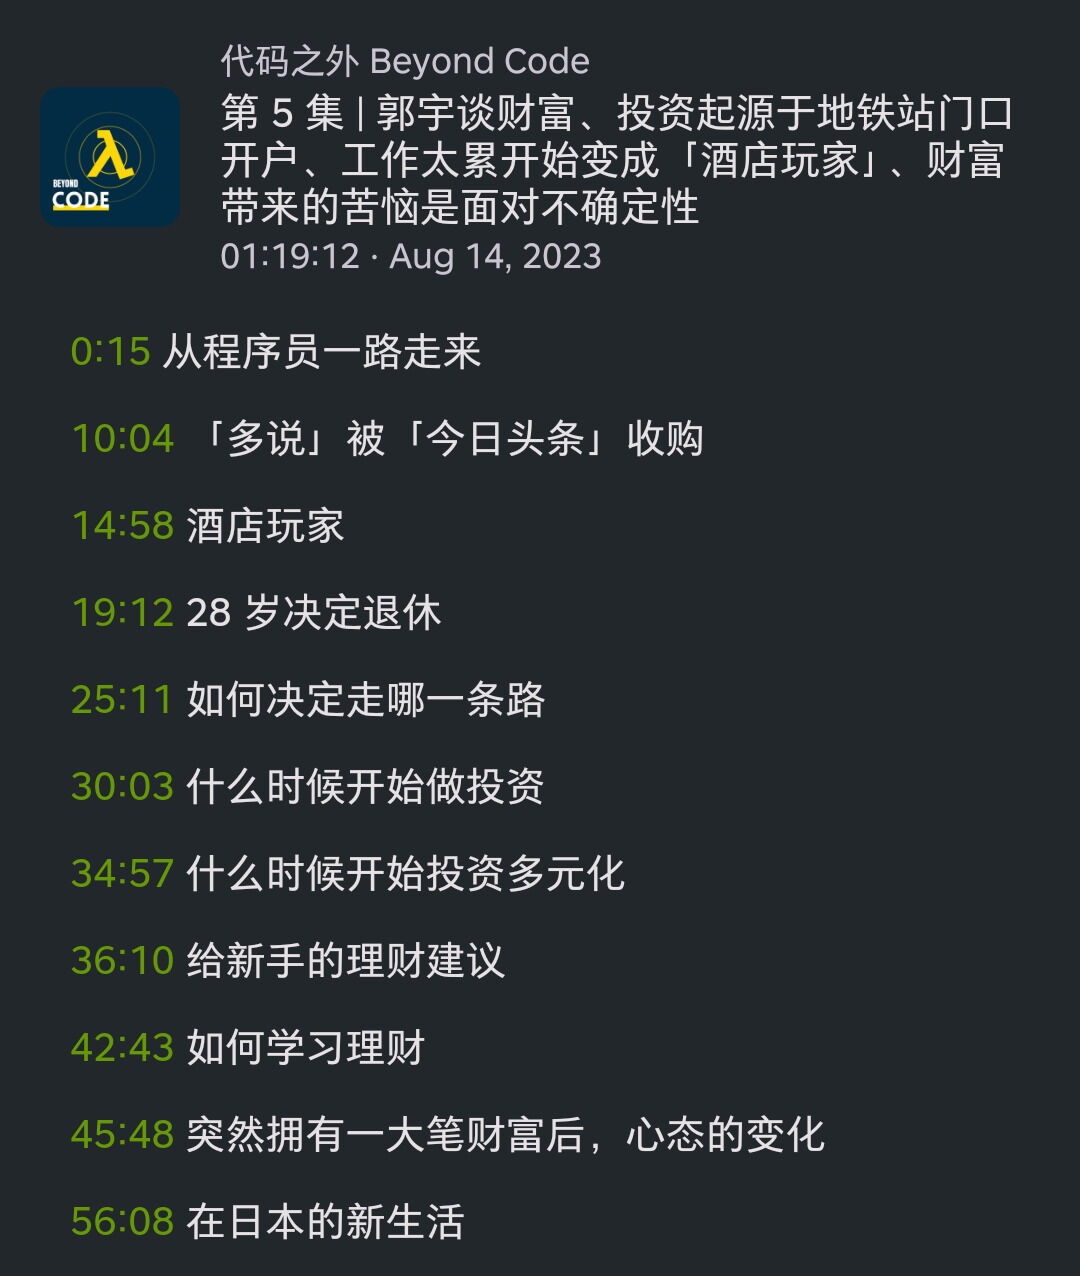 代码之外 Beyond Code
第 5 集 | 郭宇谈财富、投资起源于地铁站门口
开户、工作太累开始变成「酒店玩家」、财富
带来的苦恼是面对不确定性
01:19:12 · Aug 14, 2023
λ
BEYOND
CODE
0:15 从程序员一路走来
10:04 「多说」被「今日头条」收购
14:58 酒店玩家
19:12 28 岁决定退休
25:11 如何决定走哪一条路
30:03 什么时候开始做投资
34:57 什么时候开始投资多元化
36:10 给新手的理财建议
42:43 如何学习理财
45:48 突然拥有一大笔财富后，心态的变化
56:08 在日本的新生活